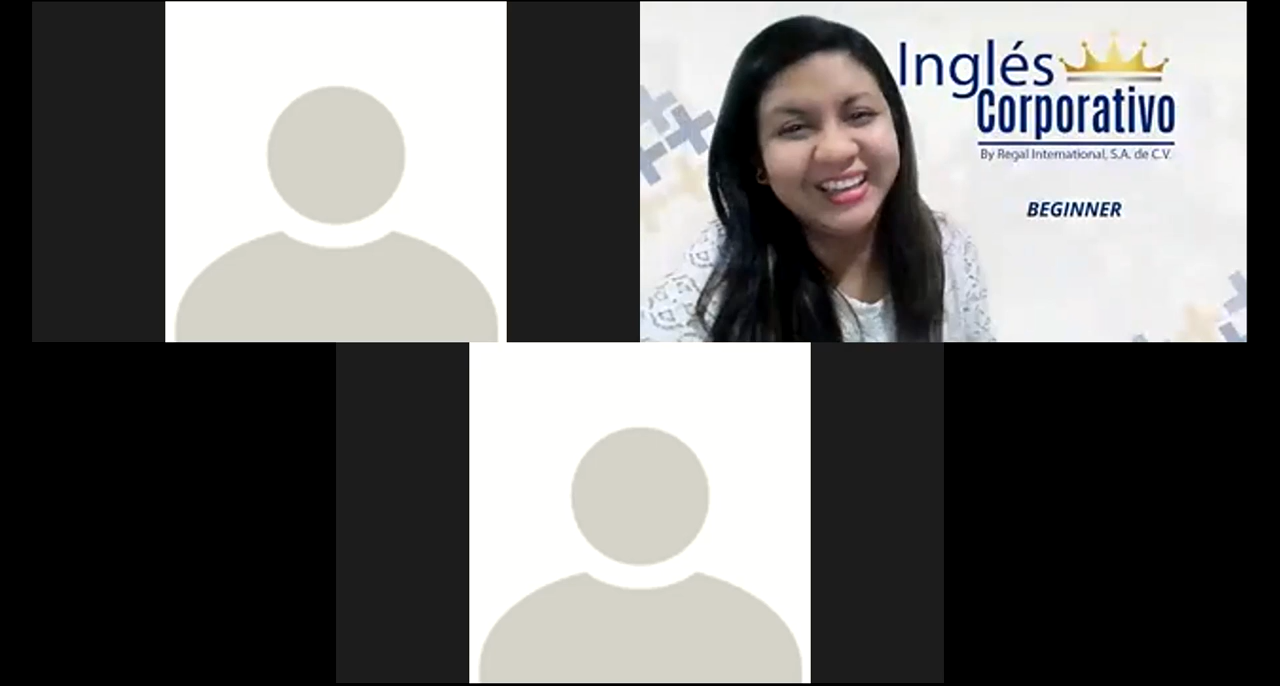 Inglés
Corporativo
By Regal International, S.A. de C.V.
BEGINNER